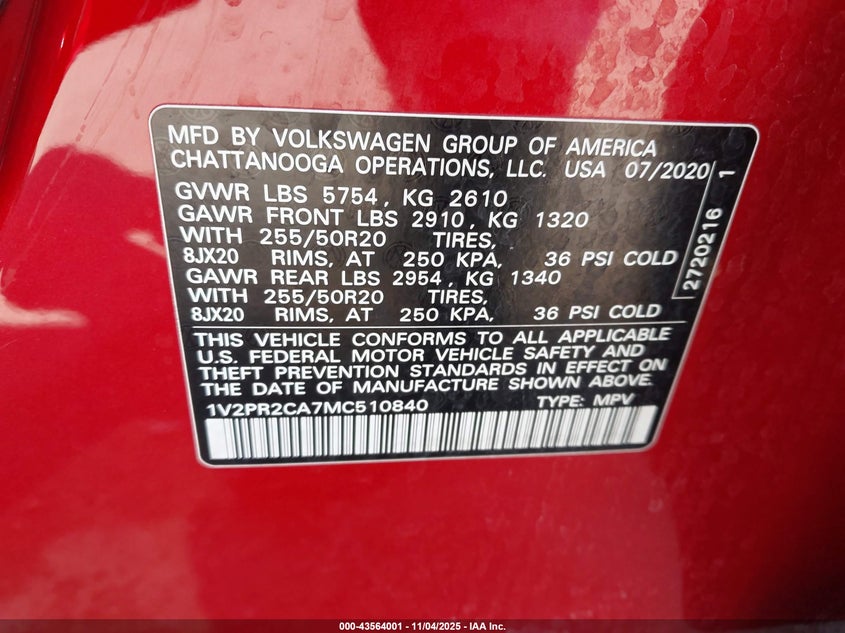 MFD BY VOLKSWAGEN GROUP OF AMERICA
CHATTANOOGA OPERATIONS, LLC. USA 07/2020
GVWR LBS 5754, KG 2610
GAWR FRONT LBS 2910, KG 1320
WITH 255/50R20 TIRES,
8JX20 RIMS, AT 250 KPA, 36 PSI COLD
GAWR REAR LBS 2954, KG 1340
WITH 255/50R20 TIRES,
8JX20 RIMS, AT 250 KPA, 36 PSI COLD
2720216 1
THIS VEHICLE CONFORMS TO ALL APPLICABLE
U.S. FEDERAL MOTOR VEHICLE SAFETY AND
THEFT PREVENTION STANDARDS IN EFFECT ON
THE DATE OF MANUFACTURE SHOWN ABOVE.
1V2PR2CA7MC510840 TYPE: MPV
000-43564001 - 11/04/2025 - IAA Inc.